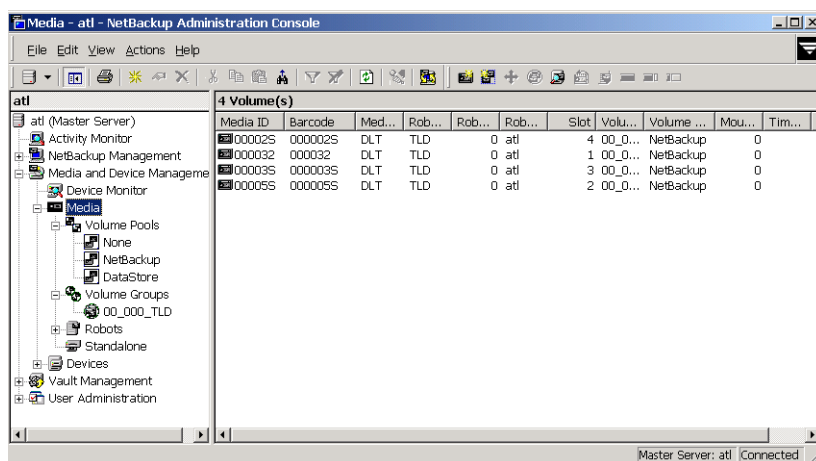 Media - atl - NetBackup Administration Console
File Edit View Actions Help
atl
4 Volume(s)
atl (Master Server)
Activity Monitor
NetBackup Management
Media and Device Manageme
Device Monitor
Media
Volume Pools
None
NetBackup
DataStore
Volume Groups
00_000_TLD
Robots
Standalone
Devices
Vault Management
User Administration
Media ID Barcode Med... Rob... Rob... Rob... Slot Volu... Volume ... Mou... Tim...
00002S 00002S DLT TLD 0 atl 4 00_0... NetBackup 0
000032 000032 DLT TLD 0 atl 1 00_0... NetBackup 0
00003S 00003S DLT TLD 0 atl 3 00_0... NetBackup 0
00005S 00005S DLT TLD 0 atl 2 00_0... NetBackup 0
Master Server: atl Connected